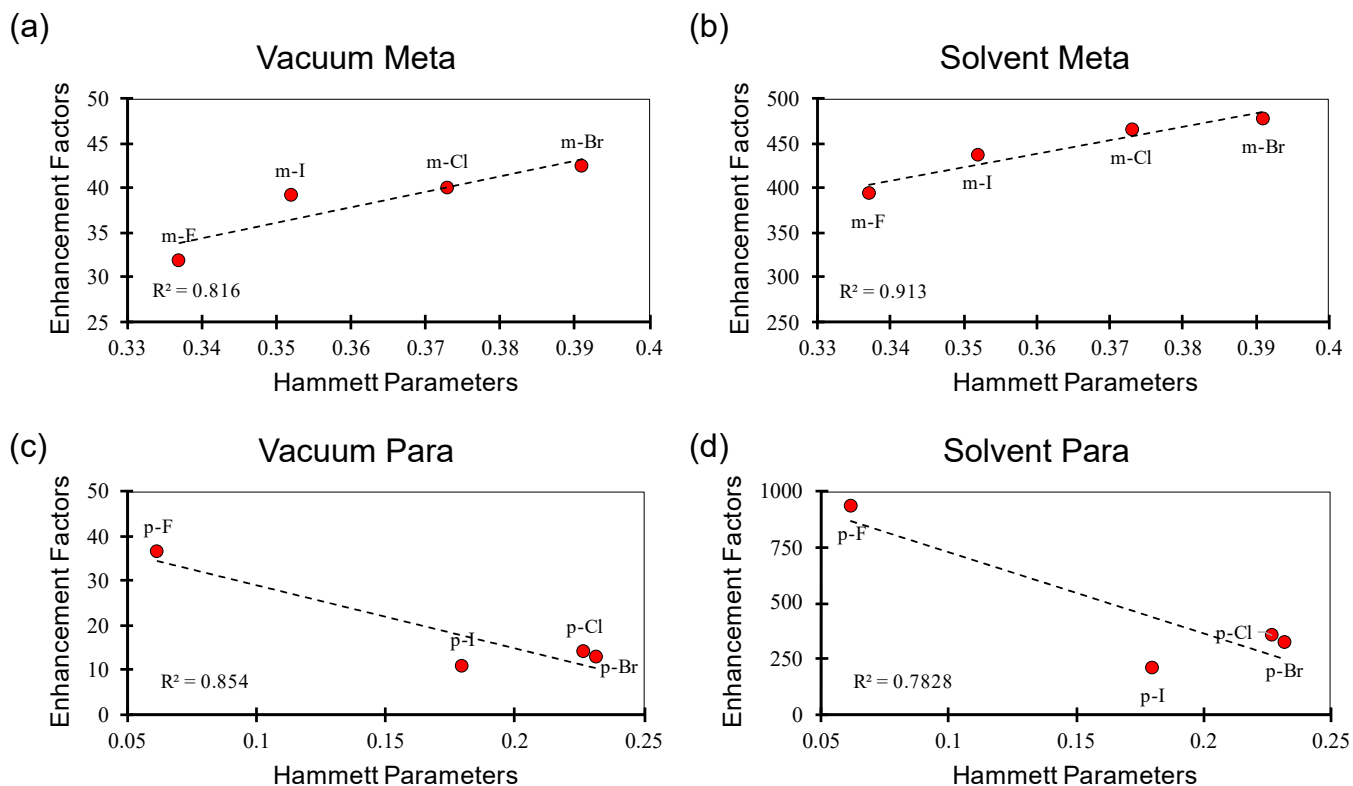 (a)
Vacuum Meta
Enhancement Factors
50
45
40
35
30
25
m-F
m-I
m-Cl
m-Br
R² = 0.816
0.33 0.34 0.35 0.36 0.37 0.38 0.39 0.4
Hammett Parameters
(b)
Solvent Meta
Enhancement Factors
500
450
400
350
300
250
m-F
m-I
m-Cl
m-Br
R² = 0.913
0.33 0.34 0.35 0.36 0.37 0.38 0.39 0.4
Hammett Parameters
(c)
Vacuum Para
Enhancement Factors
50
40
30
20
10
0
p-F
p-I
p-Cl
p-Br
R² = 0.854
0.05 0.1 0.15 0.2 0.25
Hammett Parameters
(d)
Solvent Para
Enhancement Factors
1000
750
500
250
0
p-F
p-Cl
p-Br
p-I
R² = 0.7828
0.05 0.1 0.15 0.2 0.25
Hammett Parameters